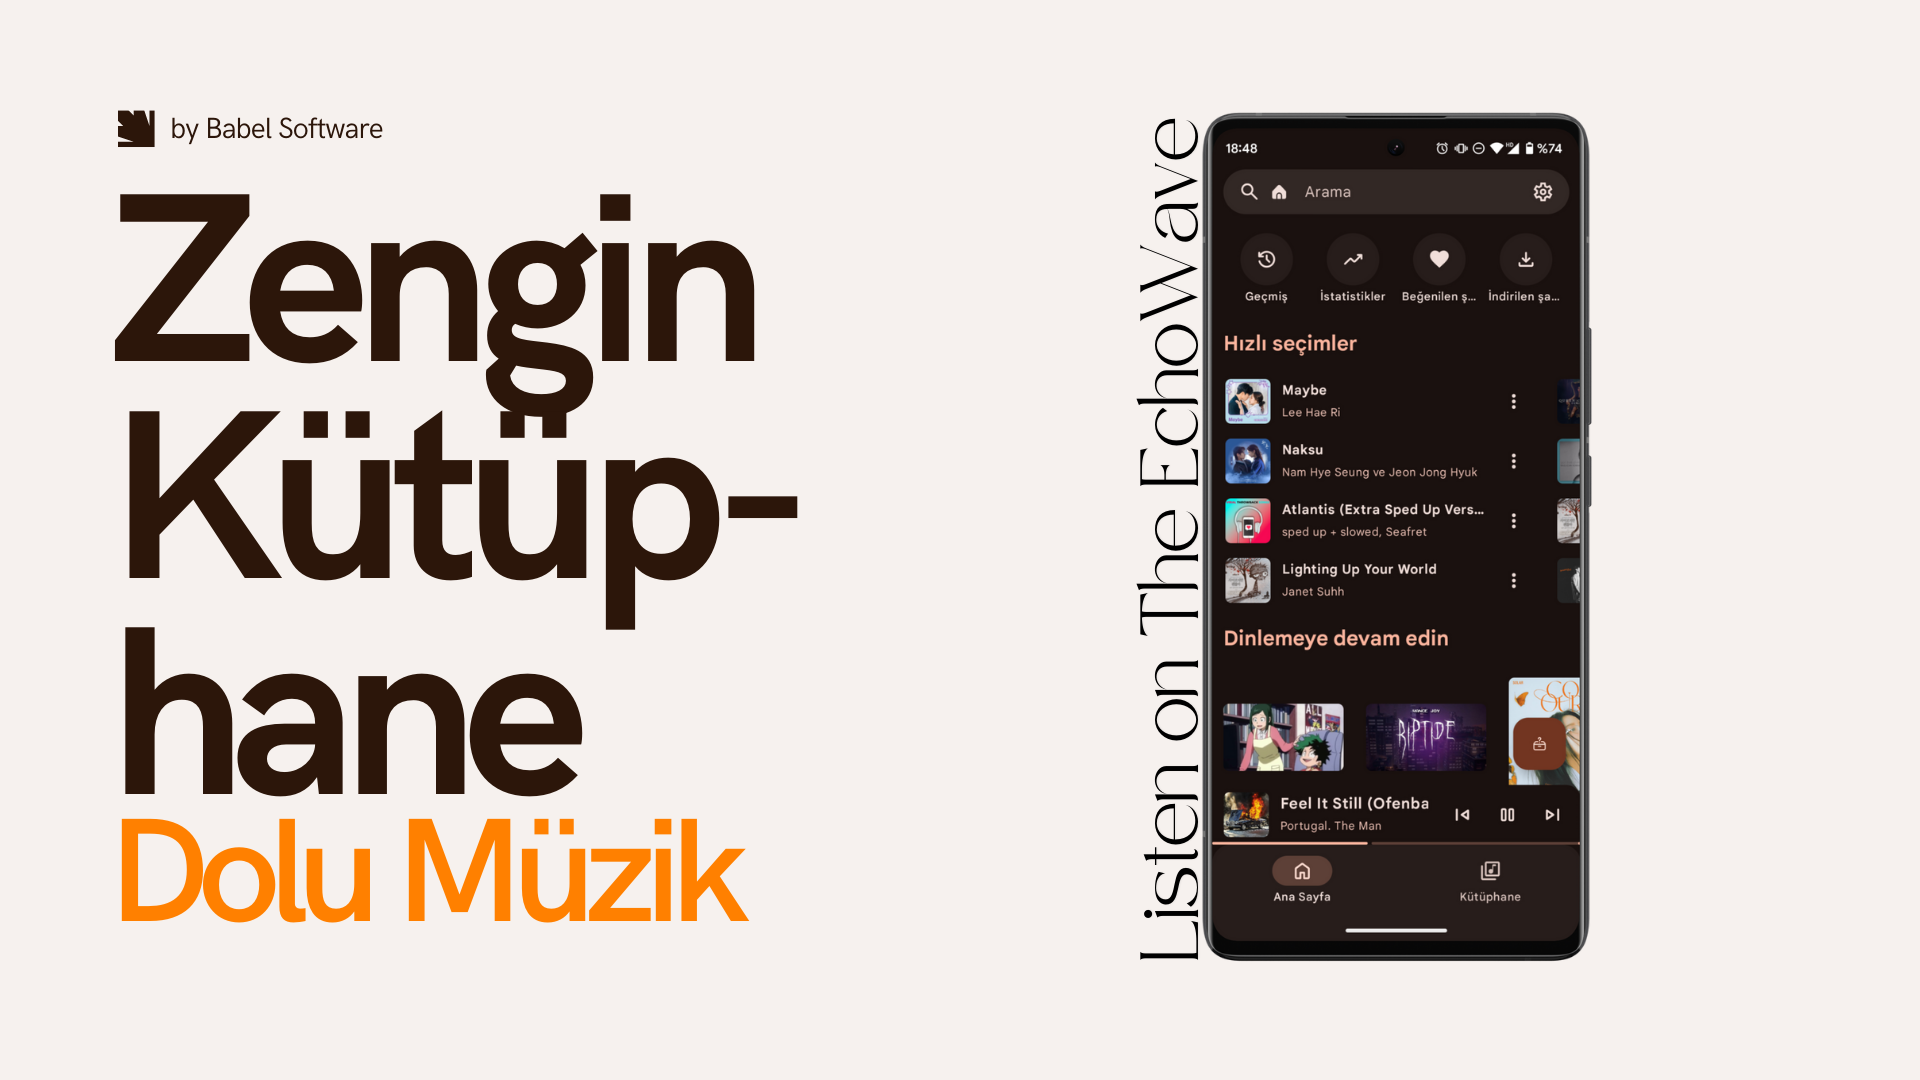 by Babel Software
Zengin
Kütüp-
hane
Dolu Müzik
Listen on The EchoWave
18:48
%74
Arama
Geçmiş
İstatistikler
Beğenilen ş...
İndirilen şa...
Hızlı seçimler
Maybe
Lee Hae Ri
Naksu
Nam Hye Seung ve Jeon Jong Hyuk
Atlantis (Extra Sped Up Vers...
sped up + slowed, Seafret
Lighting Up Your World
Janet Suhh
Dinlemeye devam edin
VANCE JOY
RIPTIDE
Feel It Still (Ofenba
Portugal. The Man
Ana Sayfa
Kütüphane